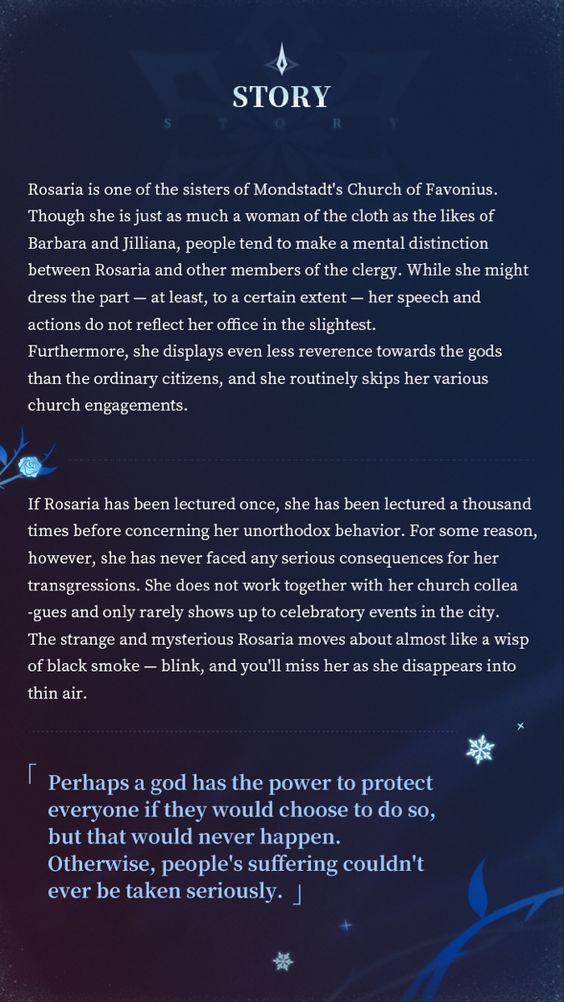 STORY
S T O R Y
Rosaria is one of the sisters of Mondstadt's Church of Favonius.
Though she is just as much a woman of the cloth as the likes of
Barbara and Jilliana, people tend to make a mental distinction
between Rosaria and other members of the clergy. While she might
dress the part — at least, to a certain extent — her speech and
actions do not reflect her office in the slightest.
Furthermore, she displays even less reverence towards the gods
than the ordinary citizens, and she routinely skips her various
church engagements.
If Rosaria has been lectured once, she has been lectured a thousand
times before concerning her unorthodox behavior. For some reason,
however, she has never faced any serious consequences for her
transgressions. She does not work together with her church collea
-gues and only rarely shows up to celebratory events in the city.
The strange and mysterious Rosaria moves about almost like a wisp
of black smoke — blink, and you'll miss her as she disappears into
thin air.
「Perhaps a god has the power to protect
everyone if they would choose to do so,
but that would never happen.
Otherwise, people's suffering couldn't
ever be taken seriously.」